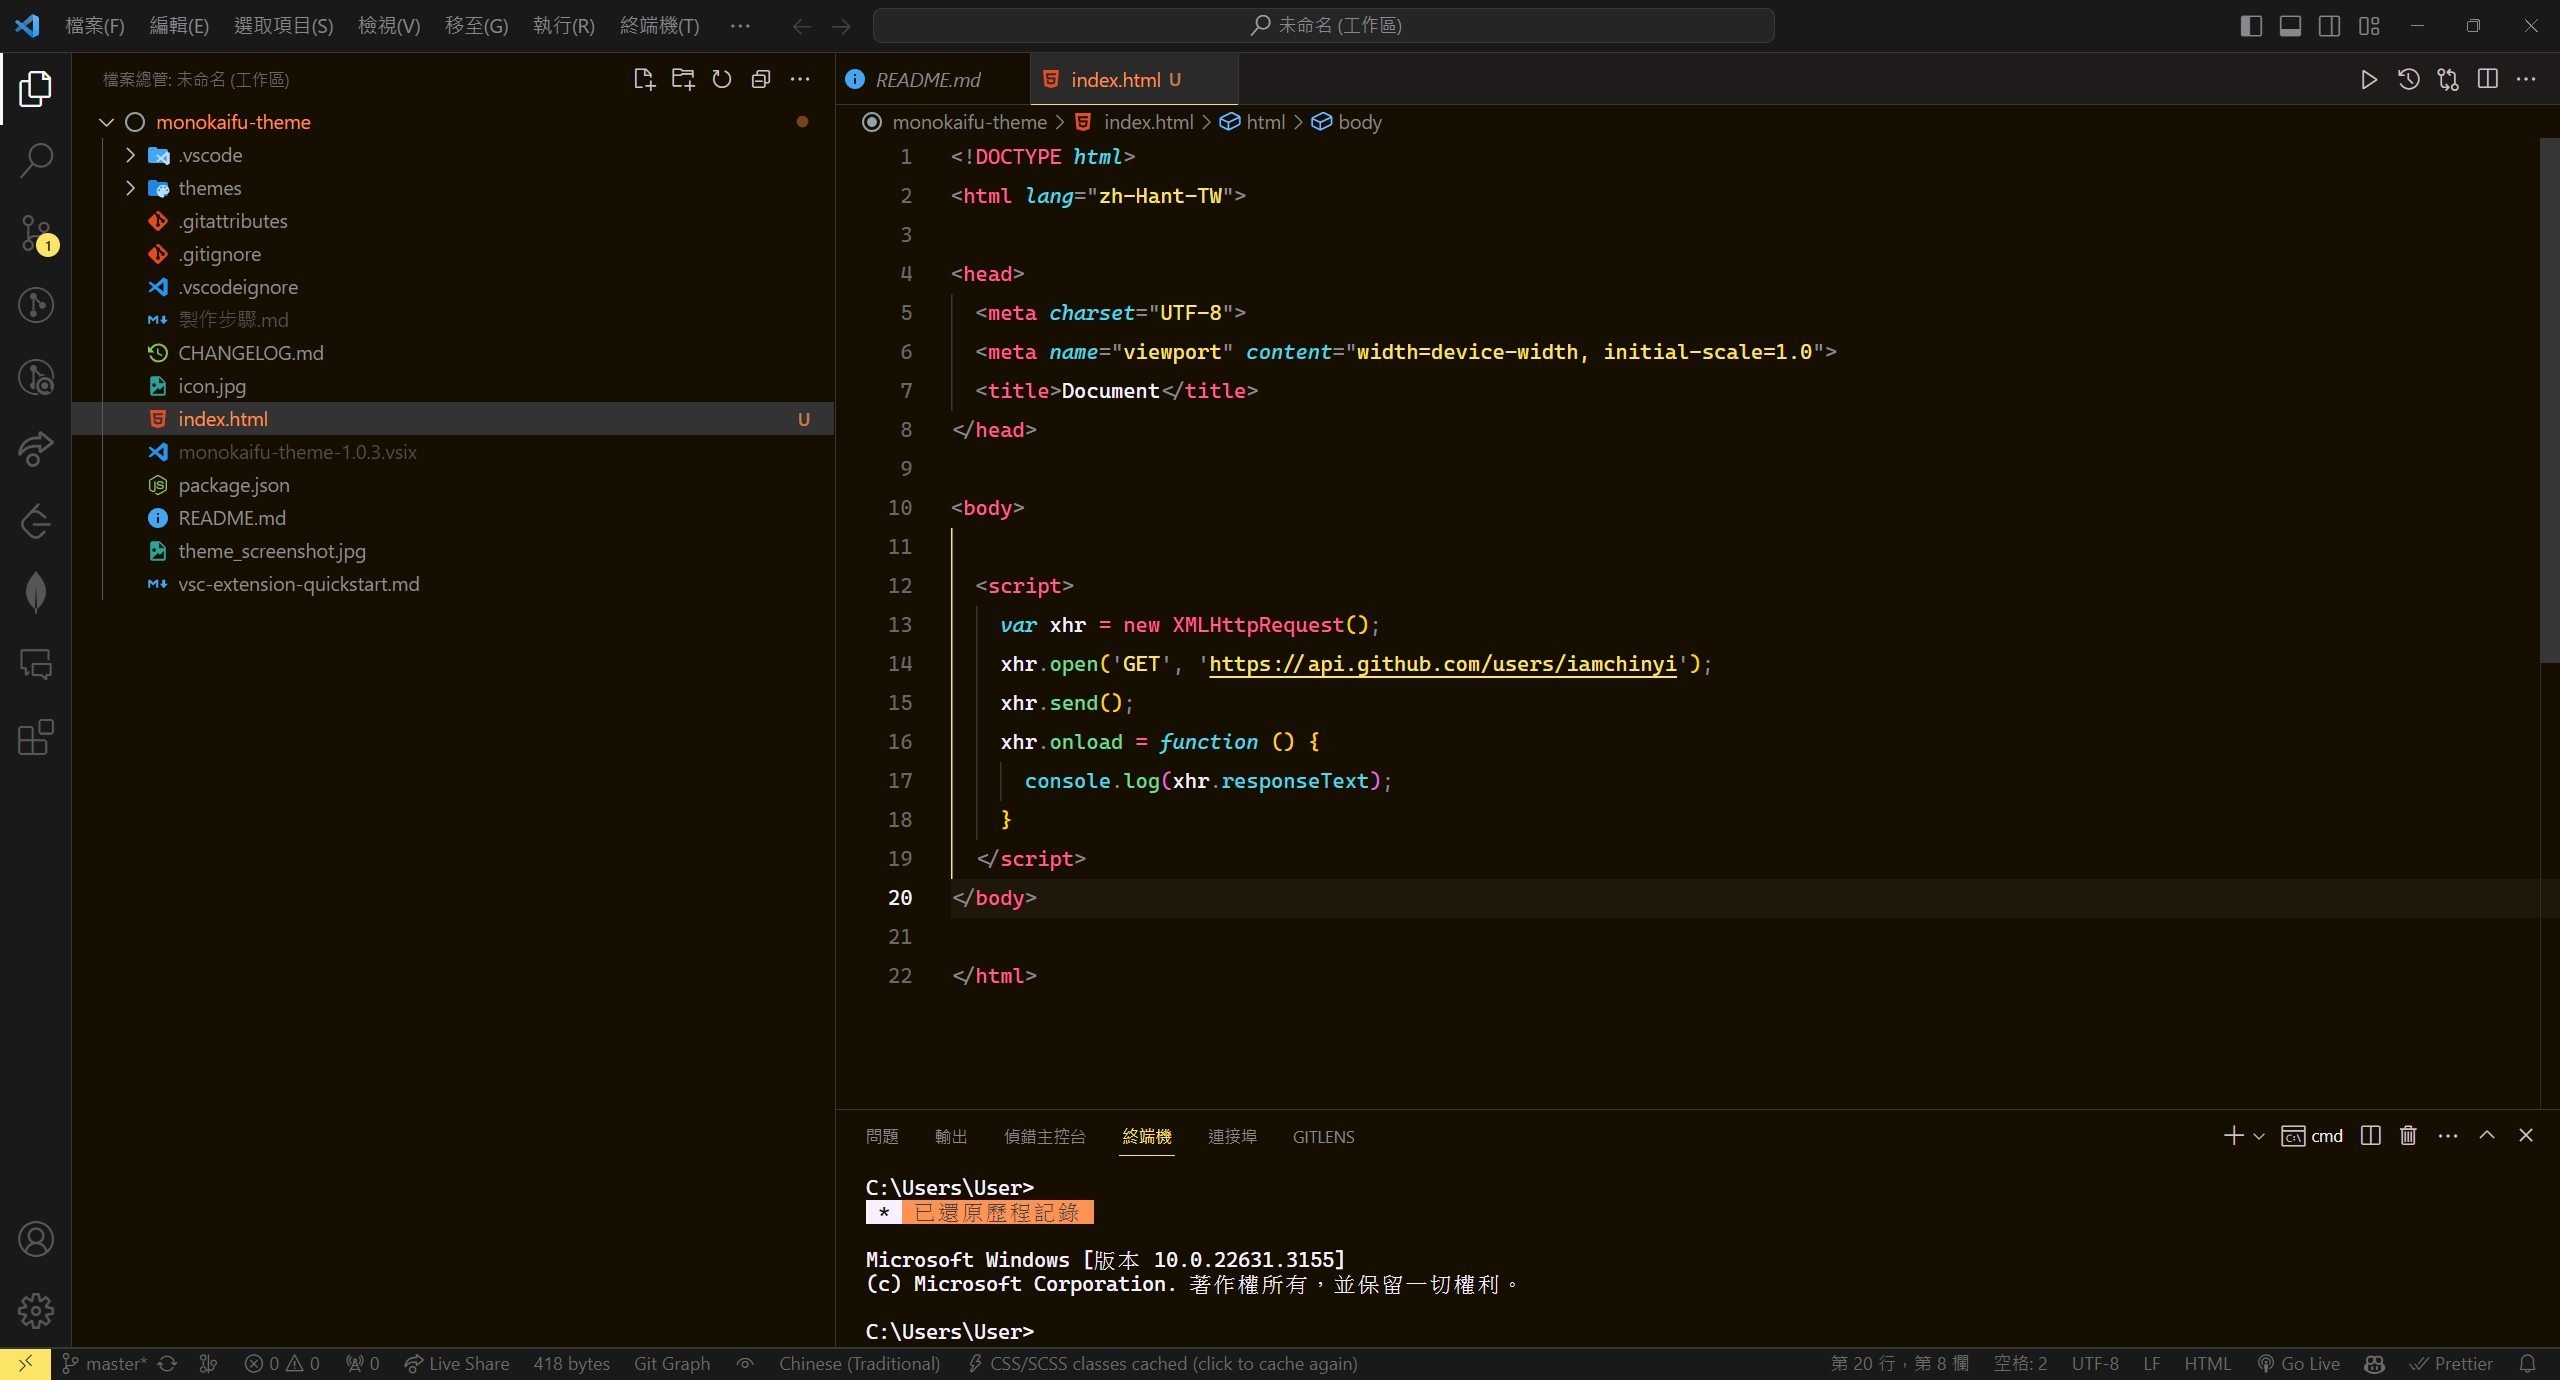 檔案(F) 編輯(E) 選取項目(S) 檢視(V) 移至(G) 執行(R) 終端機(T) ··· 未命名 (工作區)
檔案總管: 未命名 (工作區)
monokaifu-theme
.vscode
themes
.gitattributes
.gitignore
.vscodeignore
製作步驟.md
CHANGELOG.md
icon.jpg
index.html U
monokaifu-theme-1.0.3.vsix
package.json
README.md
theme_screenshot.jpg
vsc-extension-quickstart.md
1
README.md index.html U
monokaifu-theme > index.html > html > body
1 <!DOCTYPE html>
2 <html lang="zh-Hant-TW">
3
4 <head>
5 <meta charset="UTF-8">
6 <meta name="viewport" content="width=device-width, initial-scale=1.0">
7 <title>Document</title>
8 </head>
9
10 <body>
11
12 <script>
13 var xhr = new XMLHttpRequest();
14 xhr.open('GET', 'https://api.github.com/users/iamchinyi');
15 xhr.send();
16 xhr.onload = function () {
17 console.log(xhr.responseText);
18 }
19 </script>
20 </body>
21
22 </html>
問題 輸出 偵錯主控台 終端機 連接埠 GITLENS cmd
C:\Users\User>
* 已還原歷程記錄
Microsoft Windows [版本 10.0.22631.3155]
(c) Microsoft Corporation. 著作權所有，並保留一切權利。
C:\Users\User>
master* 0 0 0 Live Share 418 bytes Git Graph Chinese (Traditional) CSS/SCSS classes cached (click to cache again) 第 20 行，第 8 欄 空格: 2 UTF-8 LF HTML Go Live Prettier